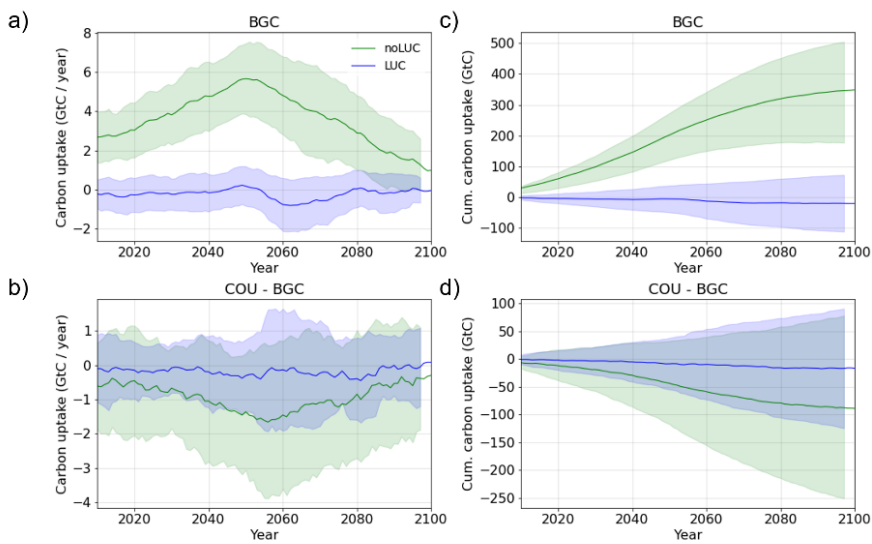 a)
BGC
Carbon uptake (GtC / year)
8
6
4
2
0
−2
noLUC
LUC
2020 2040 2060 2080 2100
Year
c)
BGC
Cum. carbon uptake (GtC)
500
400
300
200
100
0
−100
2020 2040 2060 2080 2100
Year
b)
COU - BGC
Carbon uptake (GtC / year)
1
0
−1
−2
−3
−4
2020 2040 2060 2080 2100
Year
d)
COU - BGC
Cum. carbon uptake (GtC)
100
50
0
−50
−100
−150
−200
−250
2020 2040 2060 2080 2100
Year